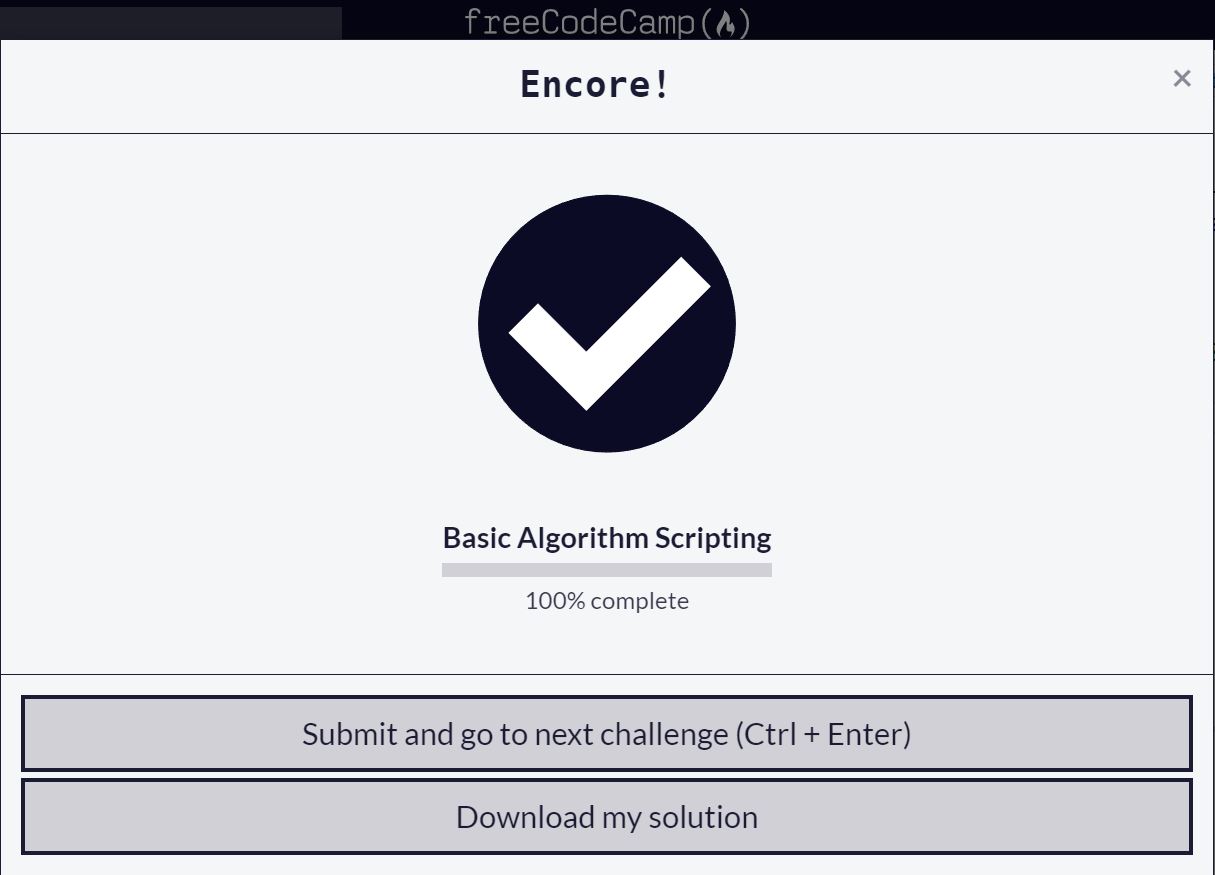 freeCodeCamp(🔥)
Encore!
×
Basic Algorithm Scripting
100% complete
Submit and go to next challenge (Ctrl + Enter)
Download my solution